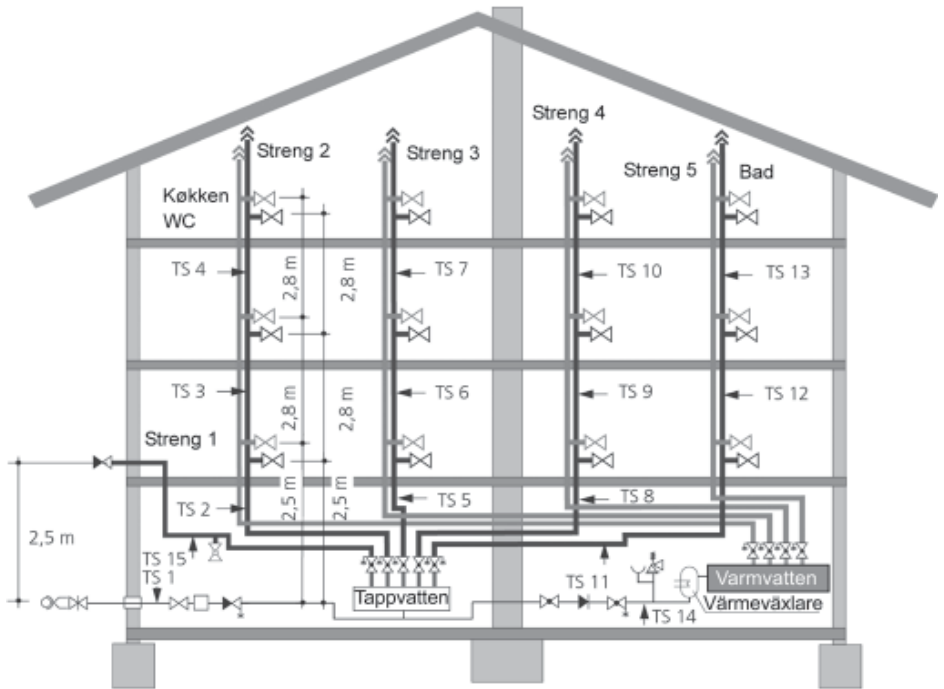 Streng 4
Streng 2
Streng 3
Streng 5
Bad
Køkken
WC
TS 4
2,8 m
2,8 m
TS 7
TS 10
TS 13
TS 3
2,8 m
2,8 m
TS 6
TS 9
TS 12
Streng 1
TS 2
2,5 m
2,5 m
TS 5
TS 8
2,5 m
TS 15
TS 1
TS 11
Tappvatten
Varmvatten
Värmeväxlare
TS 14